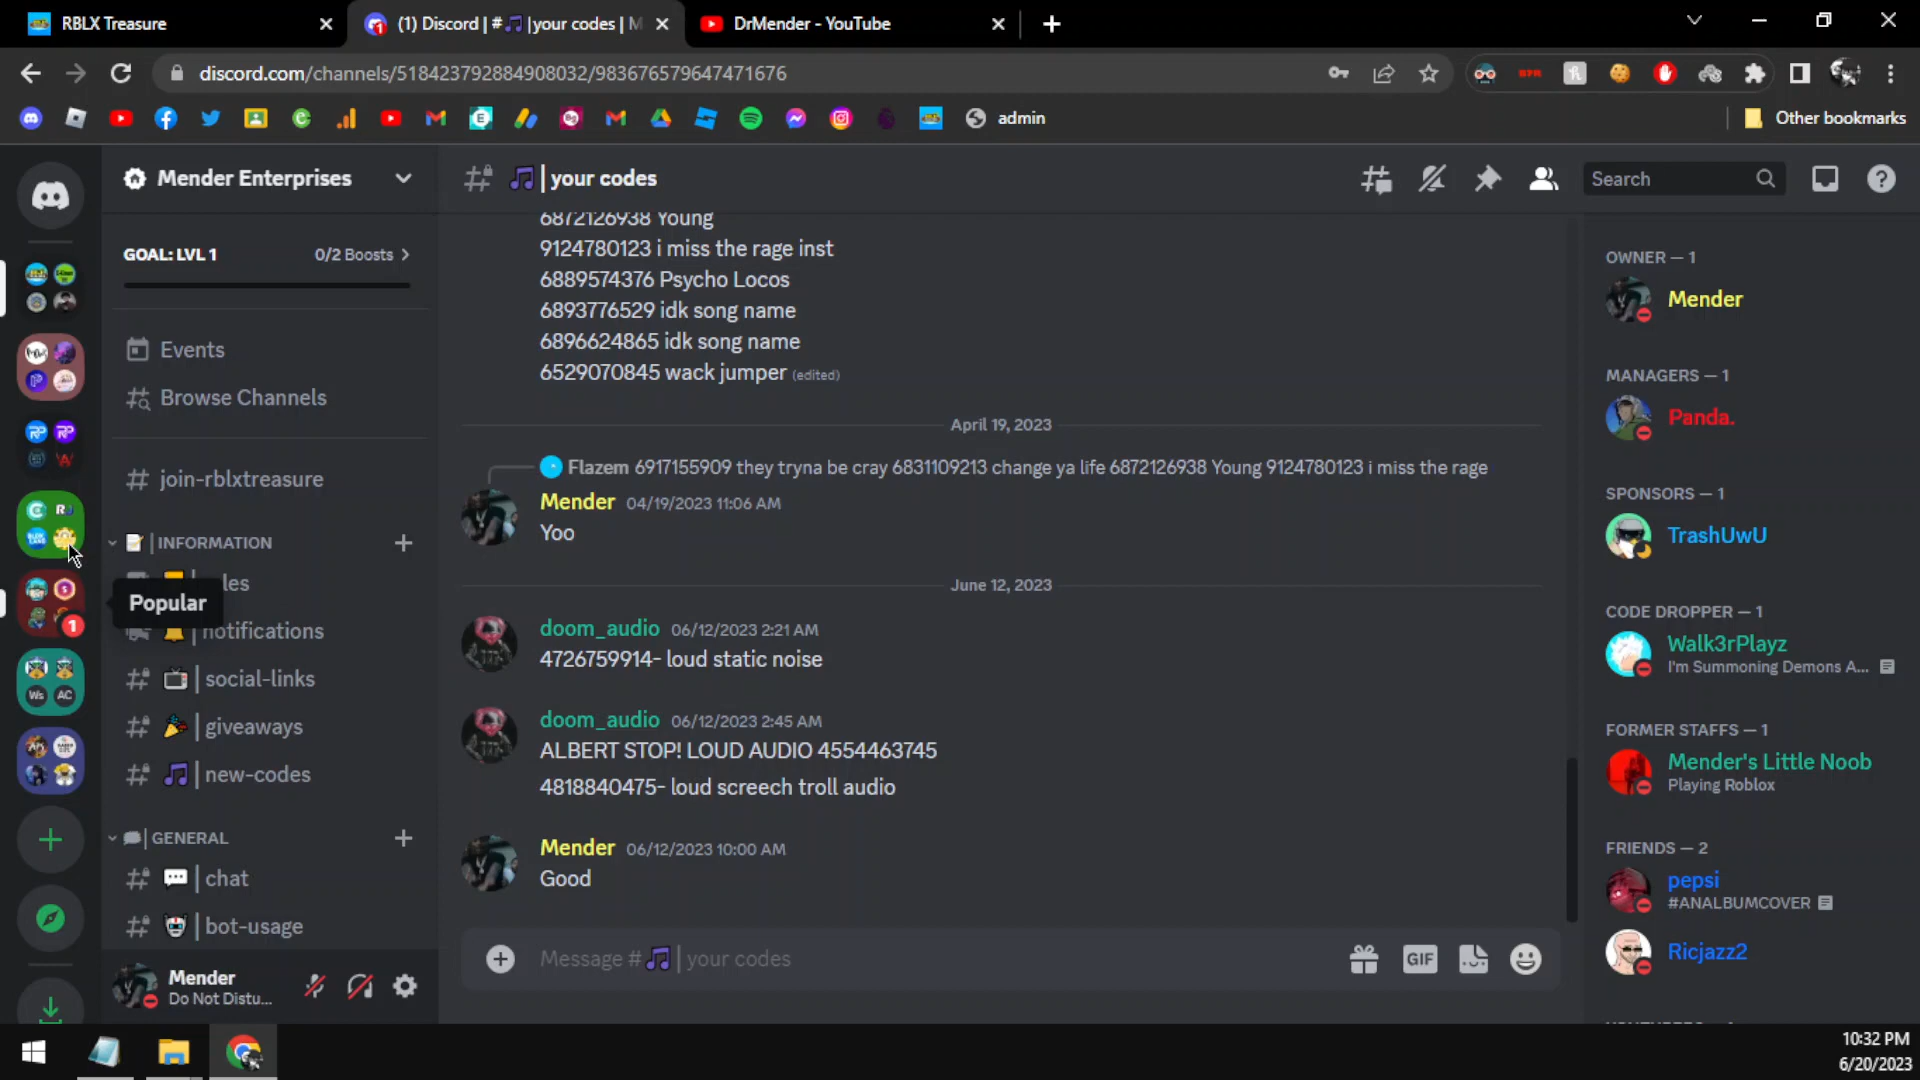 RBLX Treasure
(1) Discord | #🎵|your codes | M
DrMender - YouTube
discord.com/channels/518423792884908032/983676579647471676
admin
Other bookmarks
Mender Enterprises
🎵|your codes
Search
GOAL: LVL 1
0/2 Boosts
Events
Browse Channels
join-rblxtreasure
📝|INFORMATION
Popular
notifications
social-links
giveaways
new-codes
GENERAL
chat
bot-usage
Mender
Do Not Distu...
6872126938 Young
9124780123 i miss the rage inst
6889574376 Psycho Locos
6893776529 idk song name
6896624865 idk song name
6529070845 wack jumper (edited)
April 19, 2023
Flazem 6917155909 they tryna be cray 6831109213 change ya life 6872126938 Young 9124780123 i miss the rage
Mender 04/19/2023 11:06 AM
Yoo
June 12, 2023
doom_audio 06/12/2023 2:21 AM
4726759914- loud static noise
doom_audio 06/12/2023 2:45 AM
ALBERT STOP! LOUD AUDIO 4554463745
4818840475- loud screech troll audio
Mender 06/12/2023 10:00 AM
Good
Message #🎵|your codes
GIF
OWNER — 1
Mender
MANAGERS — 1
Panda.
SPONSORS — 1
TrashUwU
CODE DROPPER — 1
Walk3rPlayz
I'm Summoning Demons A...
FORMER STAFFS — 1
Mender's Little Noob
Playing Roblox
FRIENDS — 2
pepsi
#ANALBUMCOVER
Ricjazz2
10:32 PM
6/20/2023